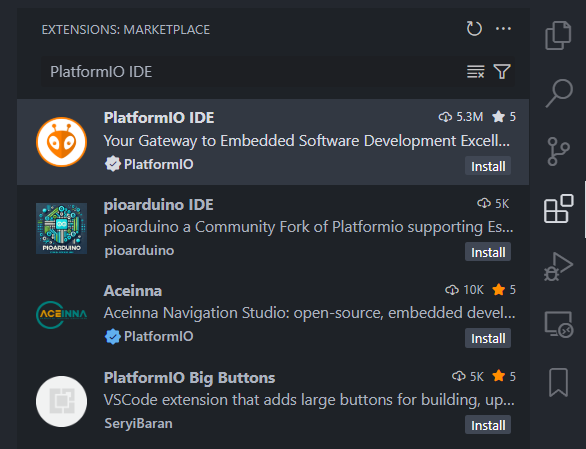 EXTENSIONS: MARKETPLACE
PlatformIO IDE
PlatformIO IDE 5.3M 5
Your Gateway to Embedded Software Development Excell...
PlatformIO Install
pioarduino IDE 5K
pioarduino a Community Fork of Platformio supporting Es...
PIOARDUINO
pioarduino Install
Aceinna 10K 5
ACEINNA
Aceinna Navigation Studio: open-source, embedded devel...
PlatformIO Install
PlatformIO Big Buttons 5K 5
VSCode extension that adds large buttons for building, up...
SeryiBaran Install